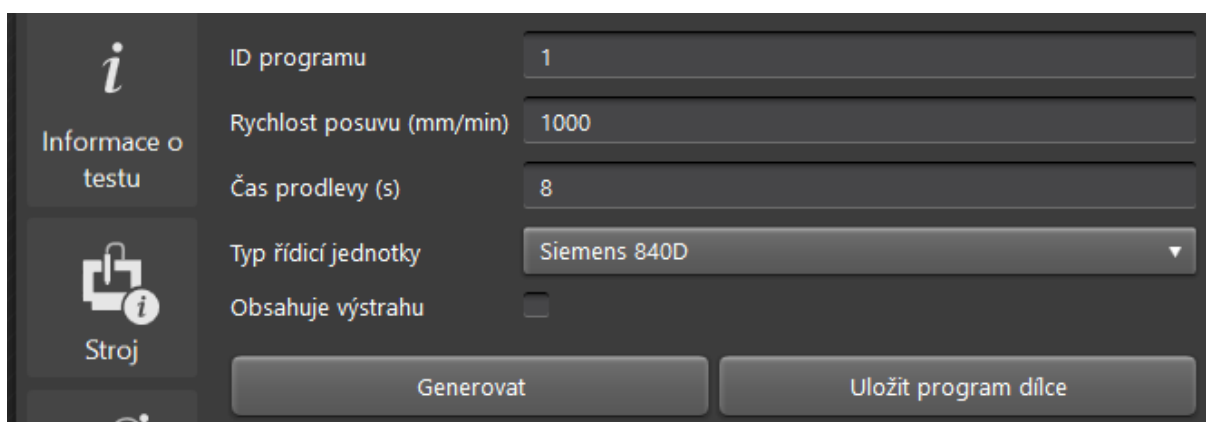 i
Informace o
testu
i
Stroj
ID programu
1
Rychlost posuvu (mm/min)
1000
Čas prodlevy (s)
8
Typ řídicí jednotky
Siemens 840D
Obsahuje výstrahu
Generovat
Uložit program dílce